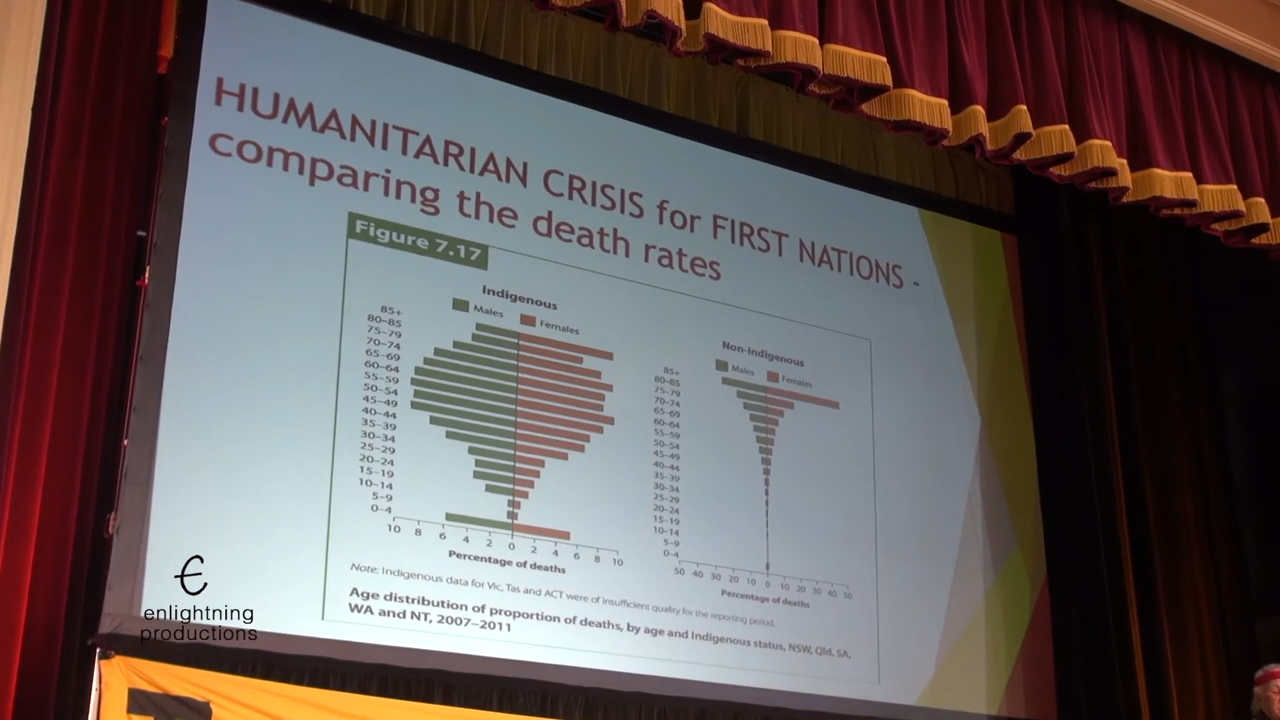 HUMANITARIAN CRISIS for FIRST NATIONS -
comparing the death rates
Figure 7.17
Indigenous
Males
Females
85+
80–85
75–79
70–74
65–69
60–64
55–59
50–54
45–49
40–44
35–39
30–34
25–29
20–24
15–19
10–14
5–9
0–4
10 8 6 4 2 0 2 4 6 8 10
Percentage of deaths
Non-Indigenous
Males
Females
85+
80–85
75–79
70–74
65–69
60–64
55–59
50–54
45–49
40–44
35–39
30–34
25–29
20–24
15–19
10–14
5–9
0–4
50 40 30 20 10 0 10 20 30 40 50
Percentage of deaths
Note: Indigenous data for Vic, Tas and ACT were of insufficient quality for the reporting period.
Age distribution of proportion of deaths, by age and Indigenous status, NSW, Qld, SA,
WA and NT, 2007–2011
enlightning
productions